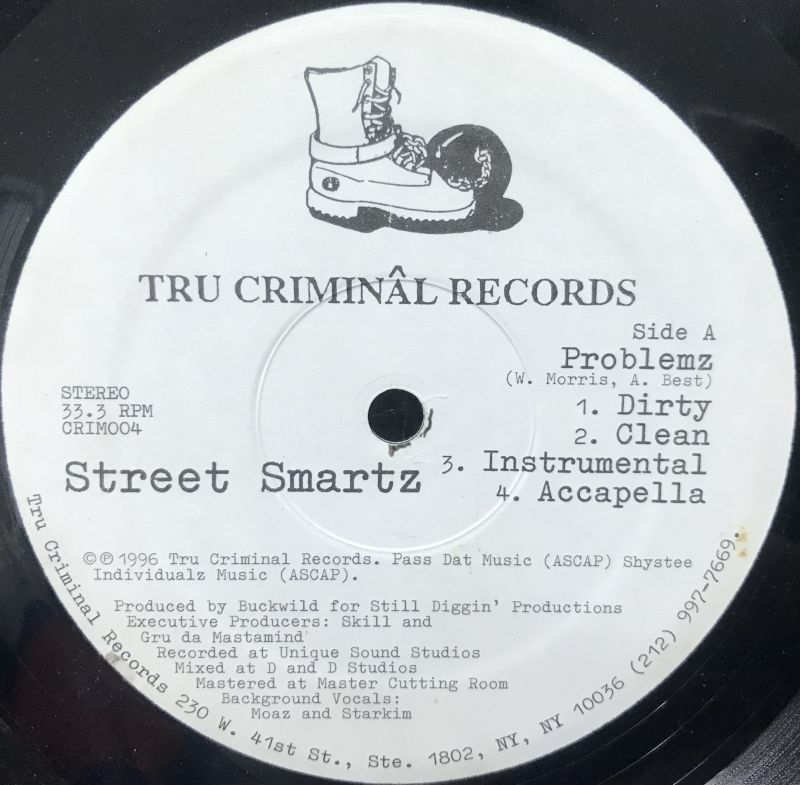 TRU CRIMINÂL RECORDS
Side A
Problemz
(W. Morris, A. Best)
1. Dirty
2. Clean
3. Instrumental
4. Accapella
STEREO
33.3 RPM
CRIM004
Street Smartz
©℗1996 Tru Criminal Records. Pass Dat Music (ASCAP) Shystee
Individualz Music (ASCAP).
Produced by Buckwild for Still Diggin' Productions
Executive Producers: Skill and
Gru da Mastamind
Recorded at Unique Sound Studios
Mixed at D and D Studios
Mastered at Master Cutting Room
Background Vocals:
Moaz and Starkim
Tru Criminal Records 230 W. 41st St., Ste. 1802, NY, NY 10036 (212) 997-7669.